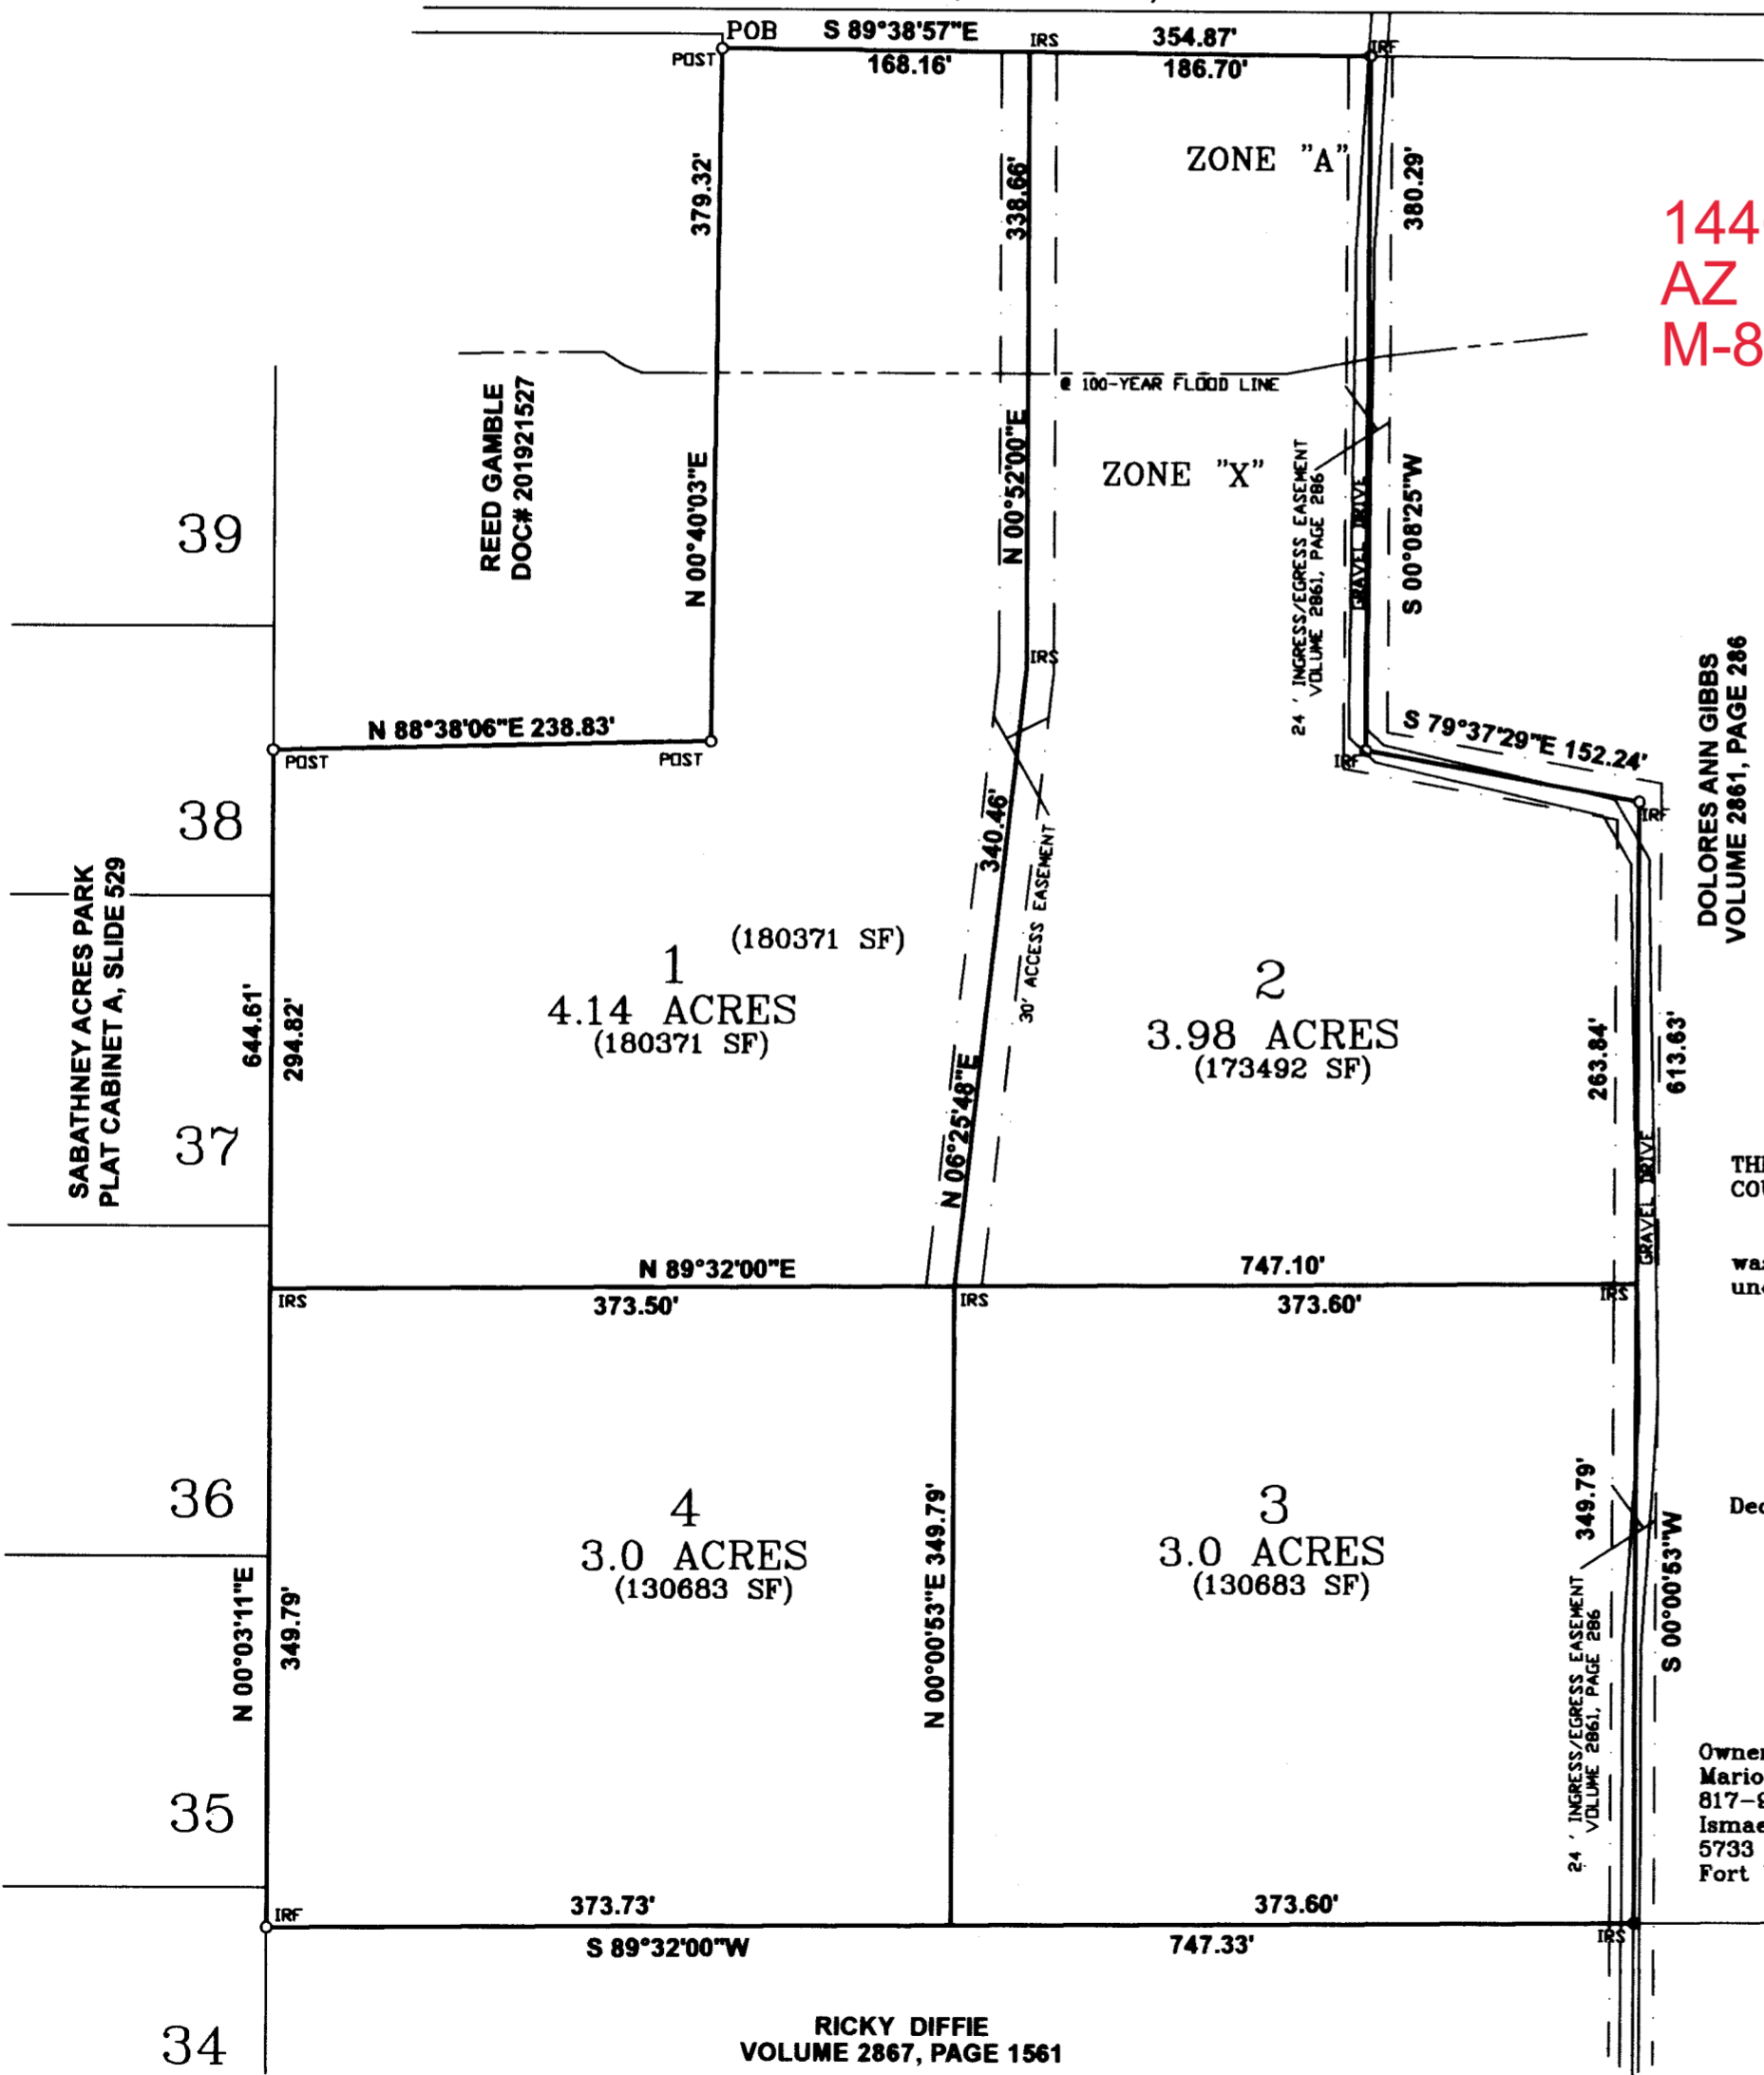 POB
S 89°38'57"E
IRS
354.87'
IRF
POST
168.16'
186.70'
ZONE "A"
379.32'
338.66'
380.29'
144
AZ
M-8
@ 100-YEAR FLOOD LINE
REED GAMBLE
DOC# 201921527
N 00°40'03"E
N 00°52'00"E
ZONE "X"
24 ' INGRESS/EGRESS EASEMENT
VOLUME 2861, PAGE 286
GRAVEL DRIVE
S 00°08'25"W
39
IRS
DOLORES ANN GIBBS
VOLUME 2861, PAGE 286
N 88°38'06"E 238.83'
POST
POST
IRF
S 79°37'29"E 152.24'
IRF
38
340.46'
30' ACCESS EASEMENT
SABATHNEY ACRES PARK
PLAT CABINET A, SLIDE 529
(180371 SF)
1
4.14 ACRES
(180371 SF)
2
3.98 ACRES
(173492 SF)
644.61'
294.82'
263.84'
613.63'
37
N 06°25'48"E
GRAVEL DRIVE
N 89°32'00"E
747.10'
IRS
373.50'
IRS
373.60'
IRS
36
4
3.0 ACRES
(130683 SF)
3
3.0 ACRES
(130683 SF)
N 00°03'11"E
349.79'
N 00°00'53"E 349.79'
349.79'
24 ' INGRESS/EGRESS EASEMENT
VOLUME 2861, PAGE 286
S 00°00'53"W
35
Mario
817-9
5733
Fort
IRF
373.73'
373.60'
IRS
S 89°32'00"W
747.33'
34
RICKY DIFFIE
VOLUME 2867, PAGE 1561